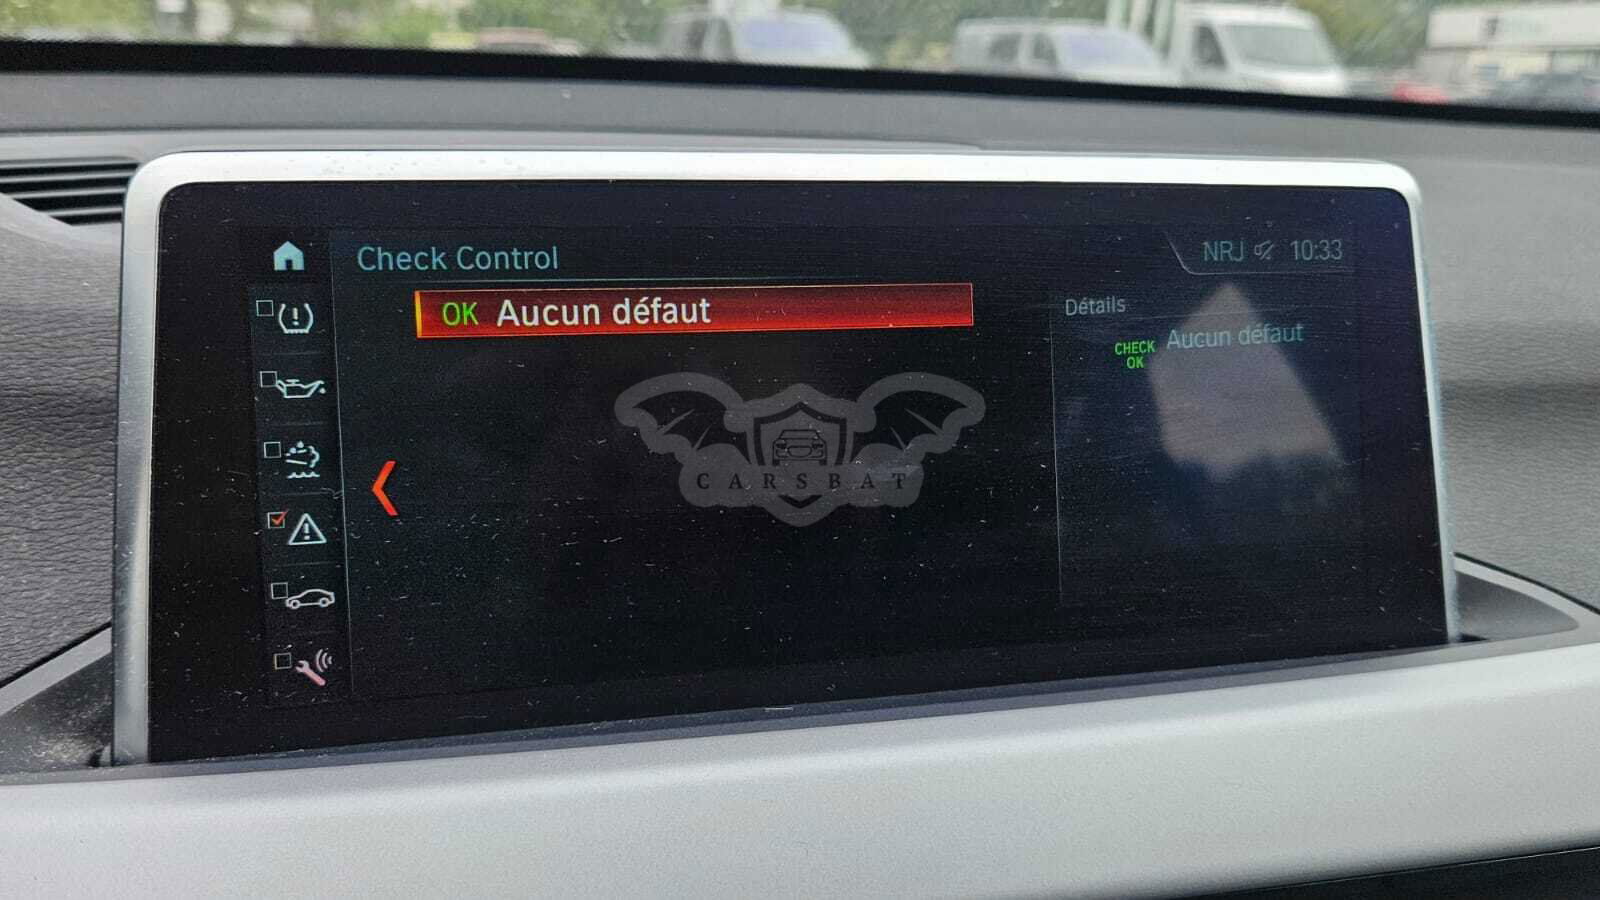 Check Control
NRJ 10:33
OK Aucun défaut
Détails
CHECK OK Aucun défaut
CARSBAT